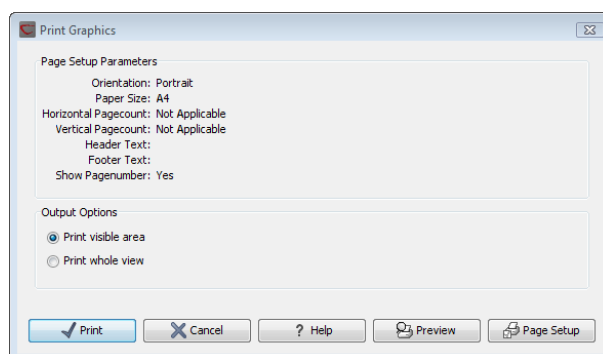 Print Graphics
Page Setup Parameters
Orientation: Portrait
Paper Size: A4
Horizontal Pagecount: Not Applicable
Vertical Pagecount: Not Applicable
Header Text:
Footer Text:
Show Pagenumber: Yes
Output Options
Print visible area
Print whole view
Print Cancel ? Help Preview Page Setup